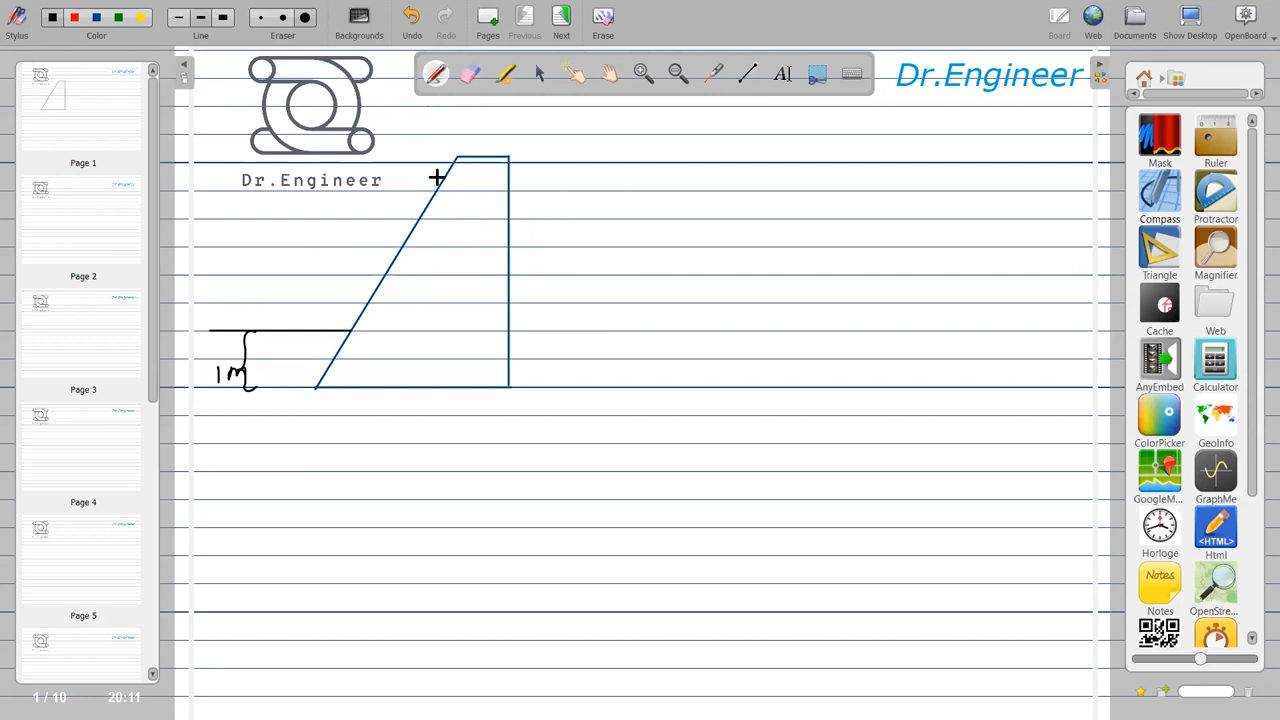 Stylus
Color
Line
Eraser
Backgrounds
Undo
Redo
Pages
Previous
Next
Erase
Board
Web
Documents
Show Desktop
OpenBoard
Dr.Engineer
Dr.Engineer
1m
Page 1
Page 2
Page 3
Page 4
Page 5
1 / 10
20:11
Mask
Ruler
Compass
Protractor
Triangle
Magnifier
Cache
Web
AnyEmbed
Calculator
ColorPicker
GeoInfo
GoogleM...
GraphMe
Horloge
<HTML>
Html
Notes
Notes
OpenStre...